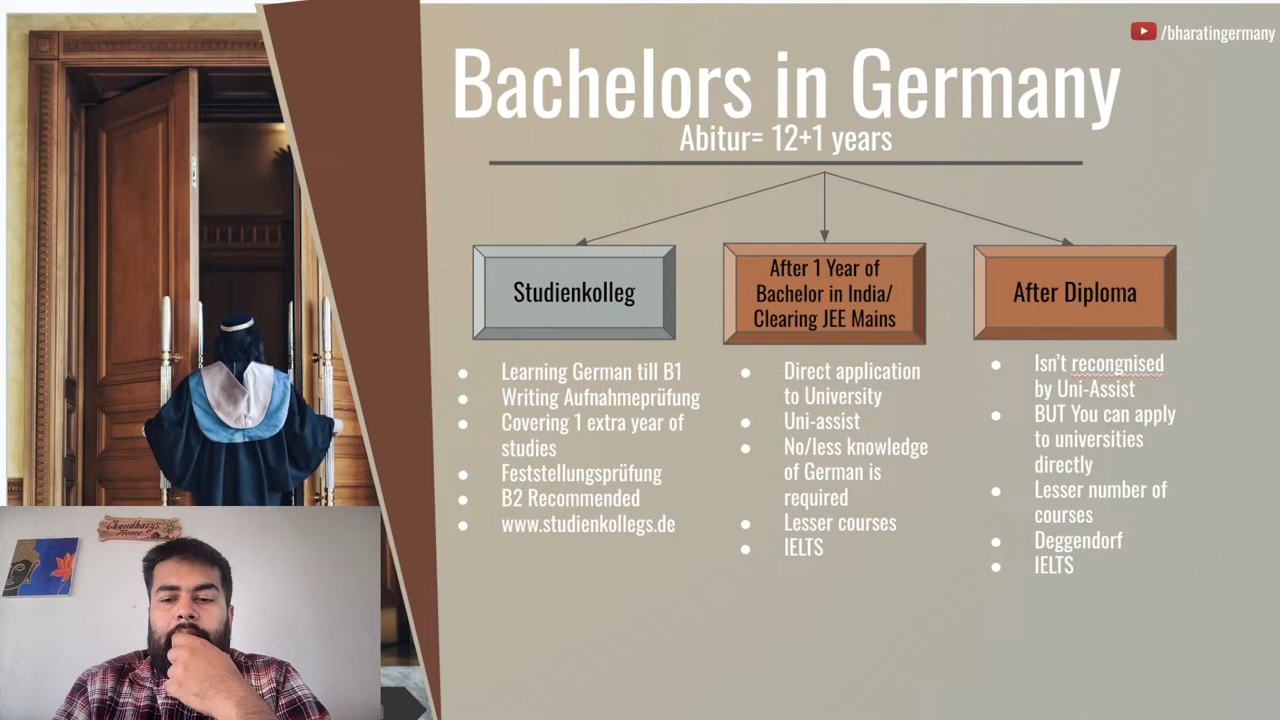 /bharatingermany
Bachelors in Germany
Abitur= 12+1 years
Studienkolleg
After 1 Year of
Bachelor in India/
Clearing JEE Mains
After Diploma
Learning German till B1
Writing Aufnahmeprüfung
Covering 1 extra year of
studies
Feststellungsprüfung
B2 Recommended
www.studienkollegs.de
Direct application
to University
Uni-assist
No/less knowledge
of German is
required
Lesser courses
IELTS
Isn't recongnised
by Uni-Assist
BUT You can apply
to universities
directly
Lesser number of
courses
Deggendorf
IELTS
Chaudhary's
Home